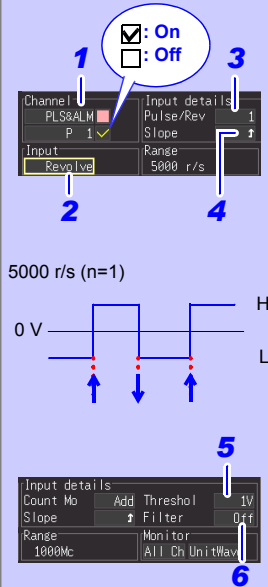 : On
: Off
1
3
Channel
Input details
PLS&ALM
Pulse/Rev 1
P 1
Slope ↑
Input
Range
Revolve
5000 r/s
2
4
5000 r/s (n=1)
H
0 V
L
5
Input details
Count Mo Add Threshol 1V
Slope ↑ Filter Off
Range
Monitor
1000Mc
All Ch UnitWav
6